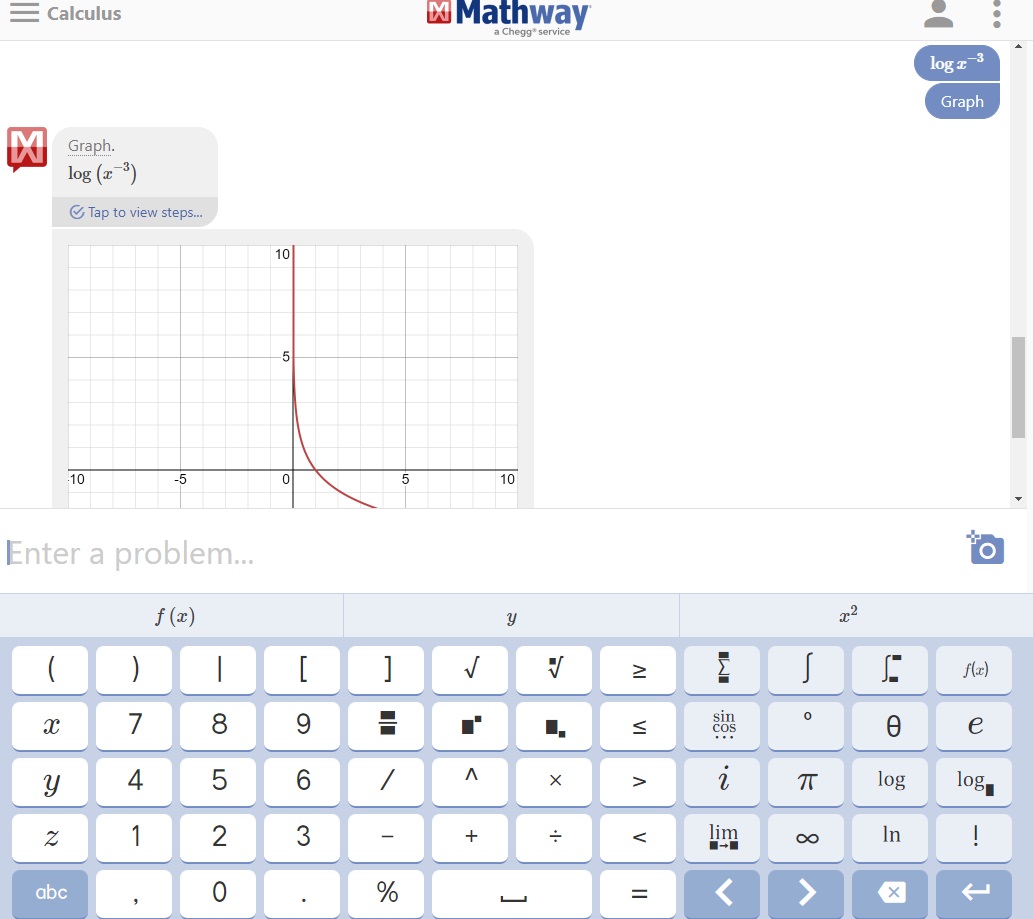 Calculus
Mathway
a Chegg® service
log x⁻³
Graph
Graph.
log (x⁻³)
Tap to view steps...
10
5
-10 -5 0 5 10
Enter a problem...
f (x) y x²
( ) | [ ] √ ∜ ≥ Σ ∫ ∫ f(x)
x 7 8 9 ≤ sin cos ... ° θ e
y 4 5 6 / ^ × > i π log log
z 1 2 3 − + ÷ < lim ∞ ln !
abc , 0 . % =